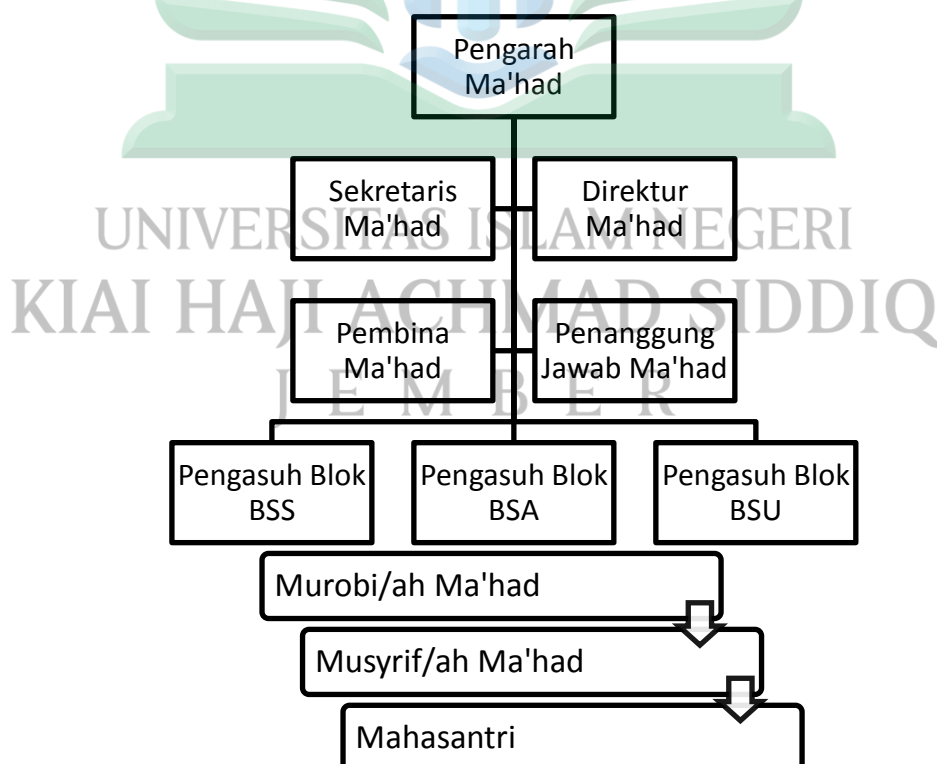 Pengarah
Ma'had
Sekretaris
Ma'had
Direktur
Ma'had
UNIVERSITAS ISLAM NEGERI
KIAI HAJI ACHMAD SIDDIQ
Pembina
Ma'had
Penanggung
Jawab Ma'had
JEMBER
Pengasuh Blok
BSS
Pengasuh Blok
BSA
Pengasuh Blok
BSU
Murobi/ah Ma'had
Musyrif/ah Ma'had
Mahasantri